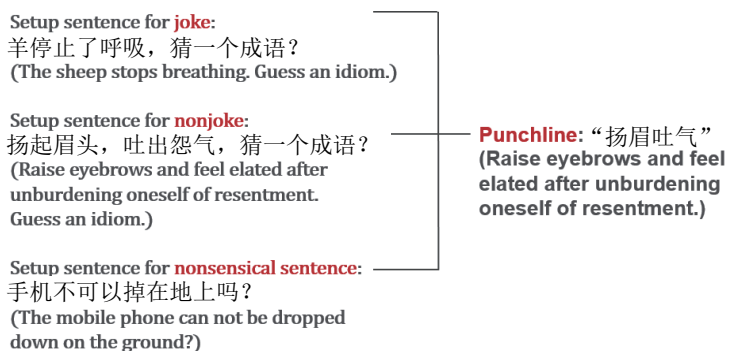 Setup sentence for joke:
羊停止了呼吸，猜一个成语？
(The sheep stops breathing. Guess an idiom.)
Setup sentence for nonjoke:
扬起眉头，吐出怨气，猜一个成语？
(Raise eyebrows and feel elated after
unburdening oneself of resentment.
Guess an idiom.)
Setup sentence for nonsensical sentence:
手机不可以掉在地上吗？
(The mobile phone can not be dropped
down on the ground?)
Punchline: “扬眉吐气”
(Raise eyebrows and feel
elated after unburdening
oneself of resentment.)